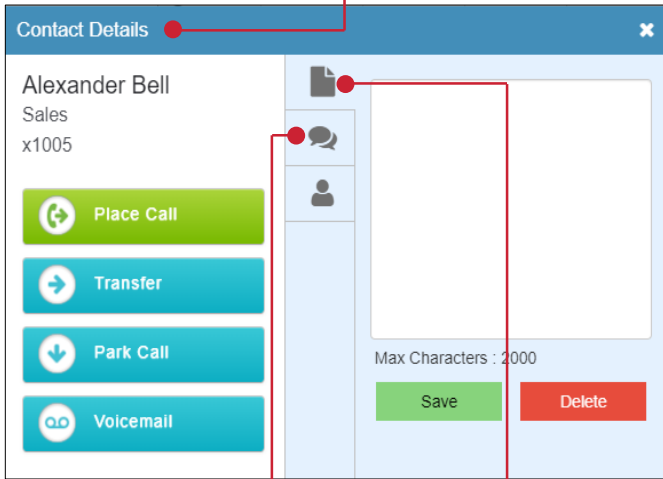 Contact Details
Alexander Bell
Sales
x1005
Place Call
Transfer
Park Call
Voicemail
Max Characters : 2000
Save
Delete